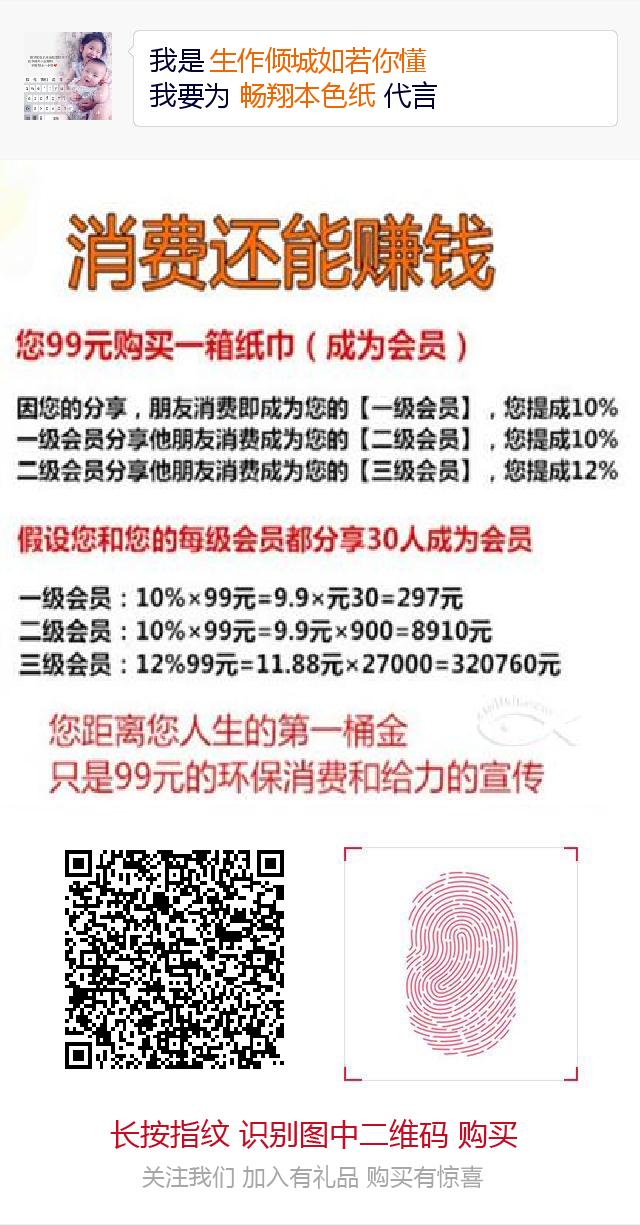 我是 生作倾城如若你懂
我要为 畅翔本色纸 代言
消费还能赚钱
您99元购买一箱纸巾（成为会员）
因您的分享，朋友消费即成为您的【一级会员】，您提成10%
一级会员分享他朋友消费成为您的【二级会员】，您提成10%
二级会员分享他朋友消费成为您的【三级会员】，您提成12%
假设您和您的每级会员都分享30人成为会员
一级会员：10%×99元=9.9×元30=297元
二级会员：10%×99元=9.9元×900=8910元
三级会员：12%99元=11.88元×27000=320760元
您距离您人生的第一桶金
只是99元的环保消费和给力的宣传
长按指纹 识别图中二维码 购买
关注我们 加入有礼品 购买有惊喜